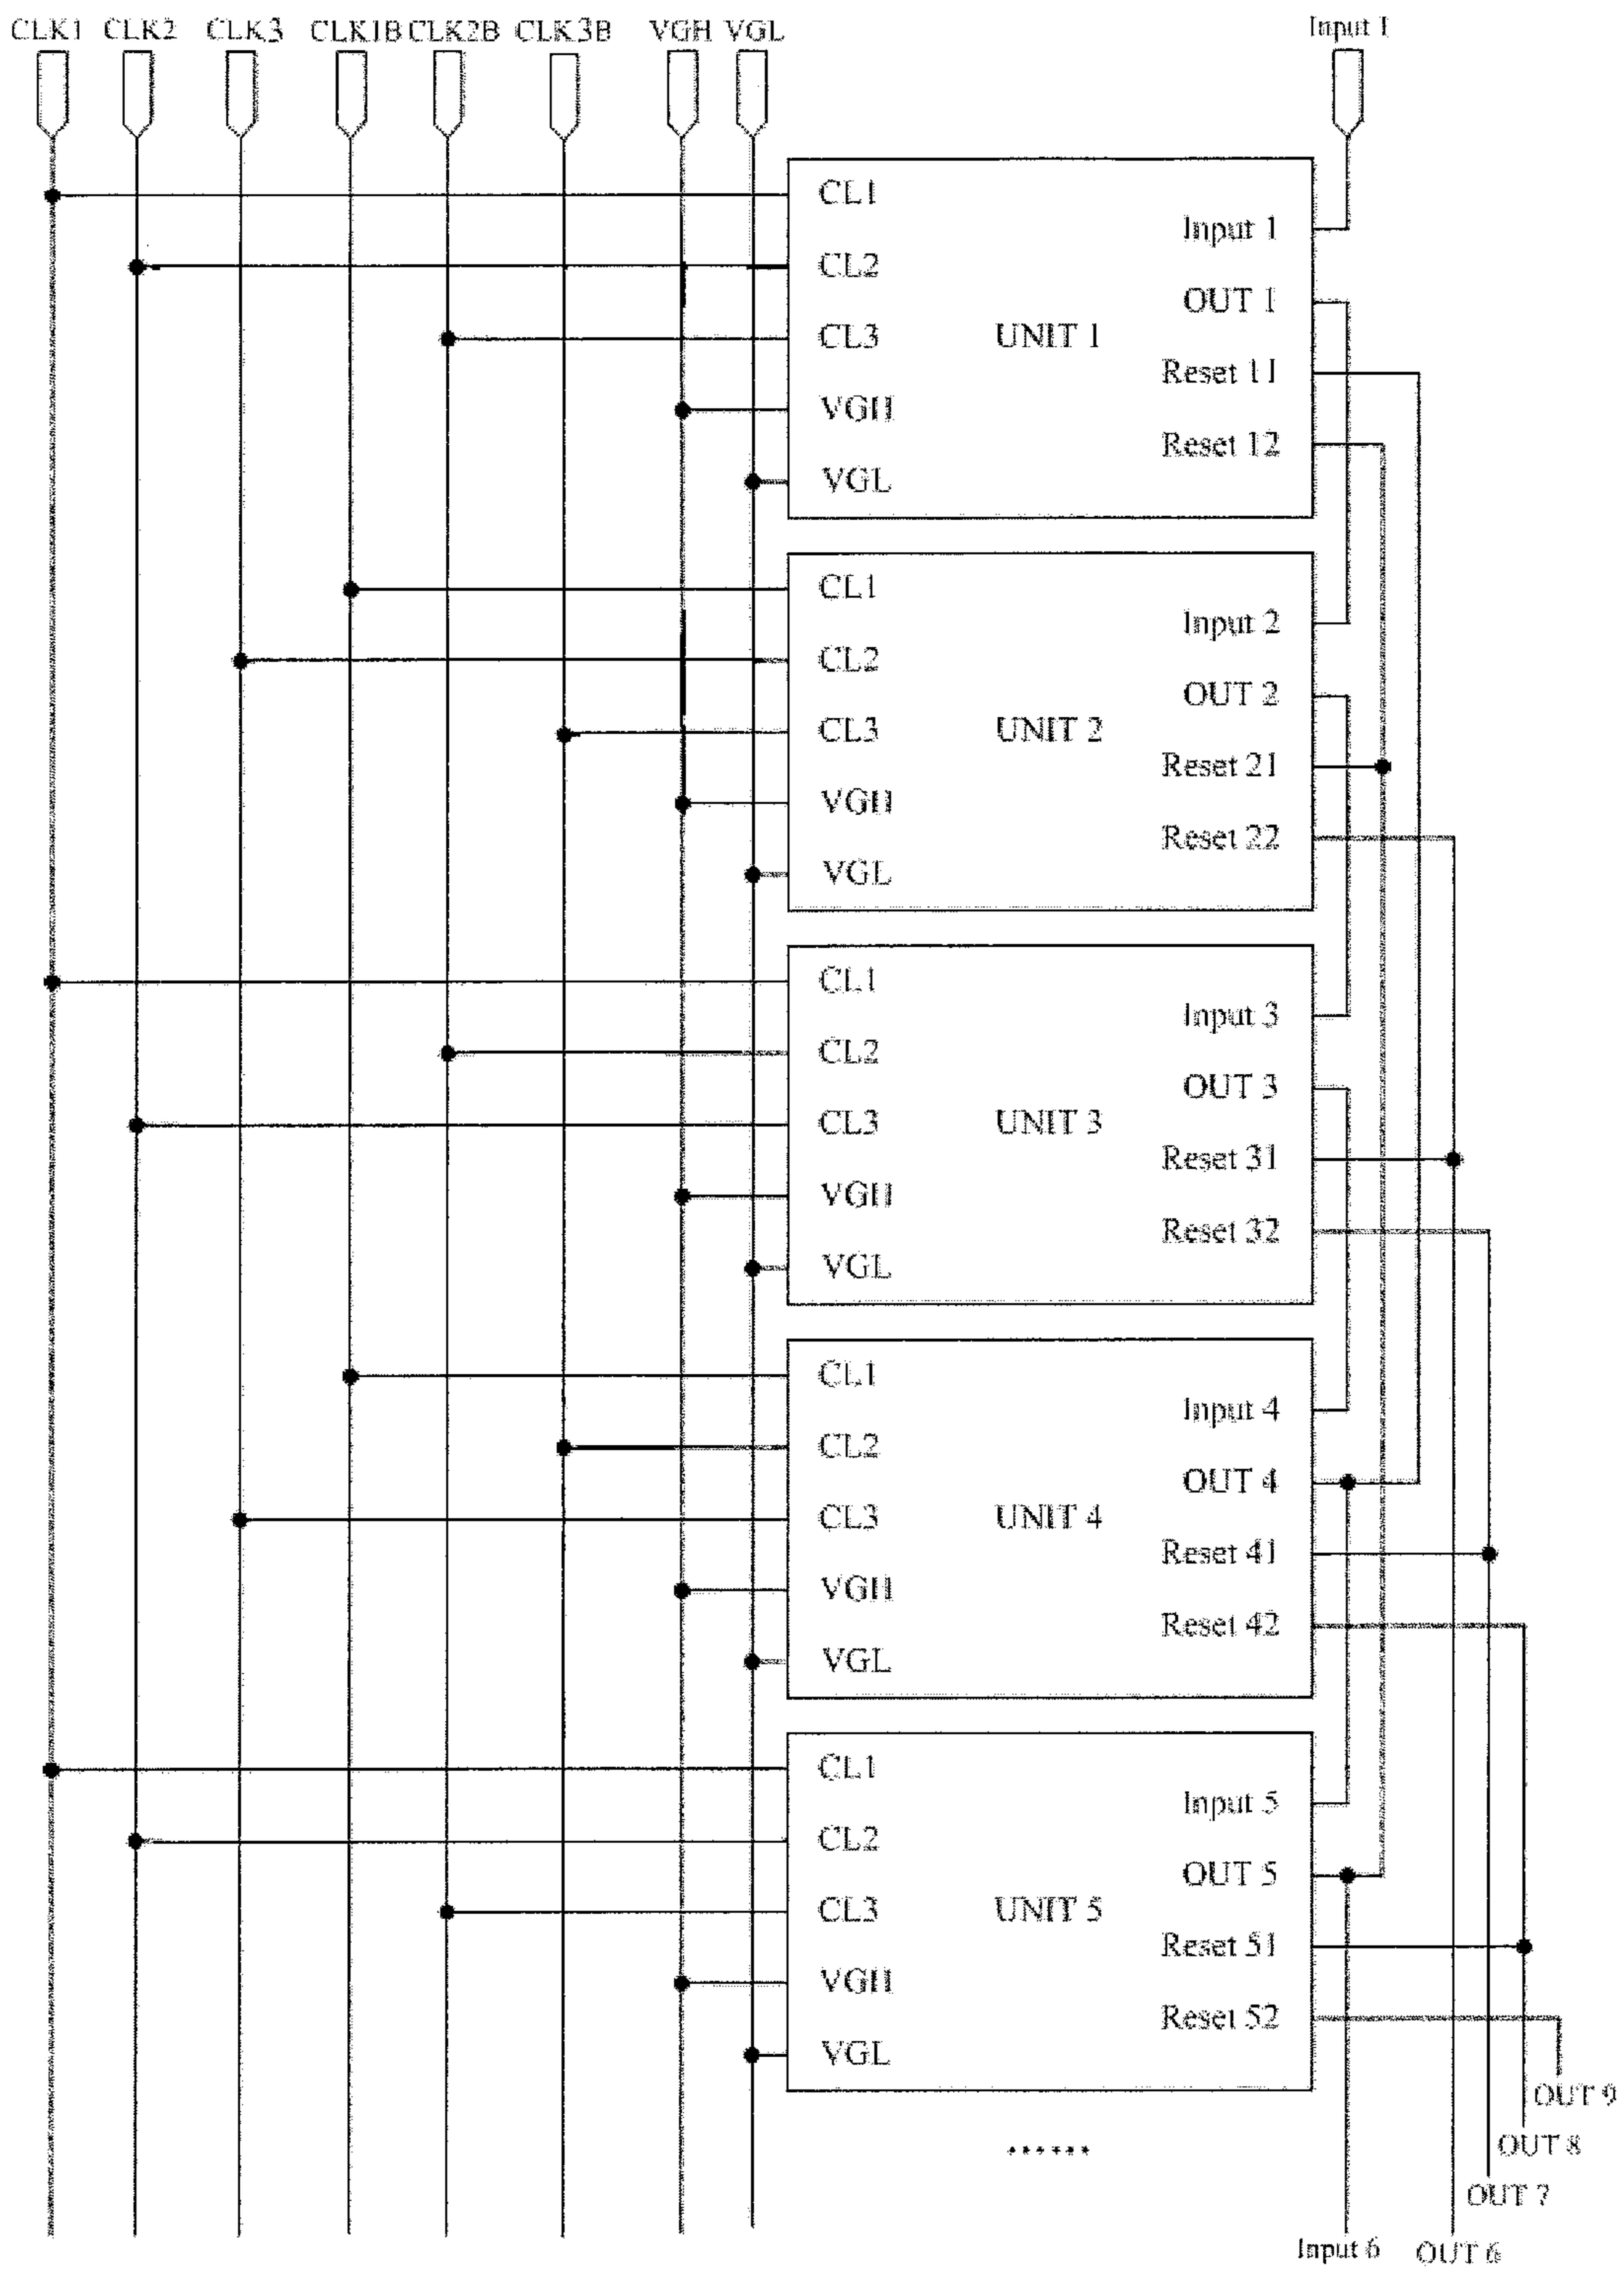 CLK1 CLK2 CLK3 CLK1B CLK2B CLK3B VGH VGL Input 1
CL1
Input 1
CL2
OUT 1
CL3 UNIT 1
Reset 11
VGH
Reset 12
VGL
CL1
Input 2
CL2
OUT 2
CL3 UNIT 2
Reset 21
VGH
Reset 22
VGL
CL1
Input 3
CL2
OUT 3
CL3 UNIT 3
Reset 31
VGH
Reset 32
VGL
CL1
Input 4
CL2
OUT 4
CL3 UNIT 4
Reset 41
VGH
Reset 42
VGL
CL1
Input 5
CL2
OUT 5
CL3 UNIT 5
Reset 51
VGH
Reset 52
VGL
OUT 9
......
OUT 8
OUT 7
Input 6 OUT 6